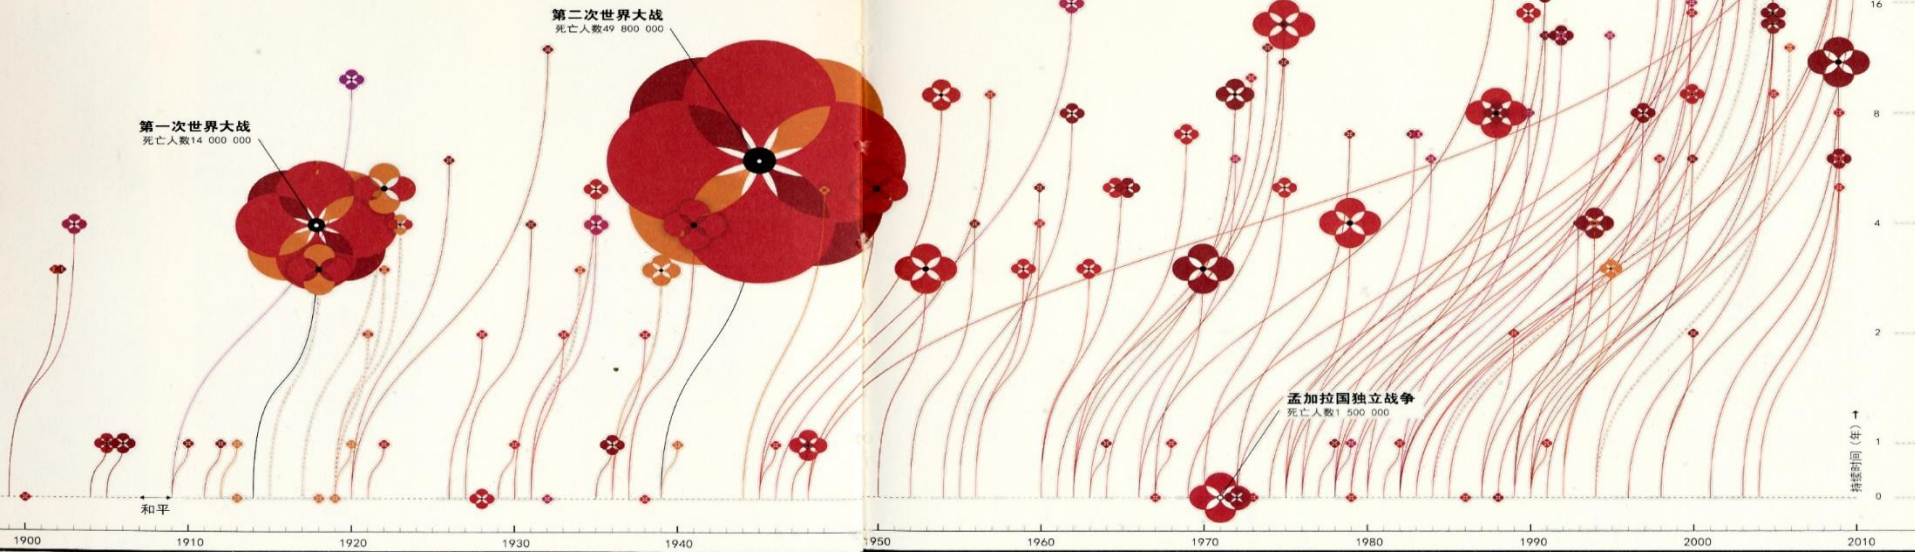 第二次世界大战
死亡人数49 800 000
第一次世界大战
死亡人数14 000 000
孟加拉国独立战争
死亡人数1 500 000
和平
16
8
4
2
1
0
持续时间（年）
1900 1910 1920 1930 1940 1950 1960 1970 1980 1990 2000 2010